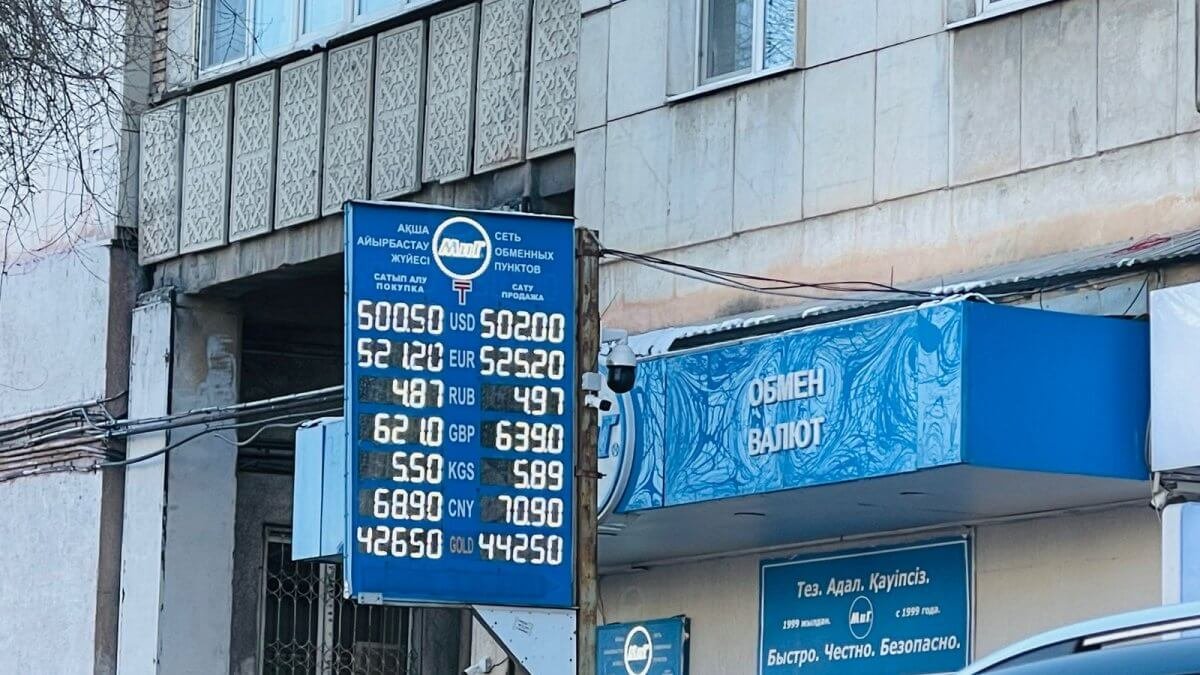 АҚША
АЙЫРБАСТАУ
ЖҮЙЕСІ
МиГ
СЕТЬ
ОБМЕННЫХ
ПУНКТОВ
САТЫП АЛУ
ПОКУПКА
₸
САТУ
ПРОДАЖА
500.50 USD 502.00
521.20 EUR 525.20
4.87 RUB 4.97
621.0 GBP 639.0
5.50 KGS 5.89
68.90 CNY 70.90
42650 GOLD 44250
®
ОБМЕН
ВАЛЮТ
Тез. Адал. Қауіпсіз.
1999 жылдан. МиГ с 1999 года.
Быстро. Честно. Безопасно.
МиГ